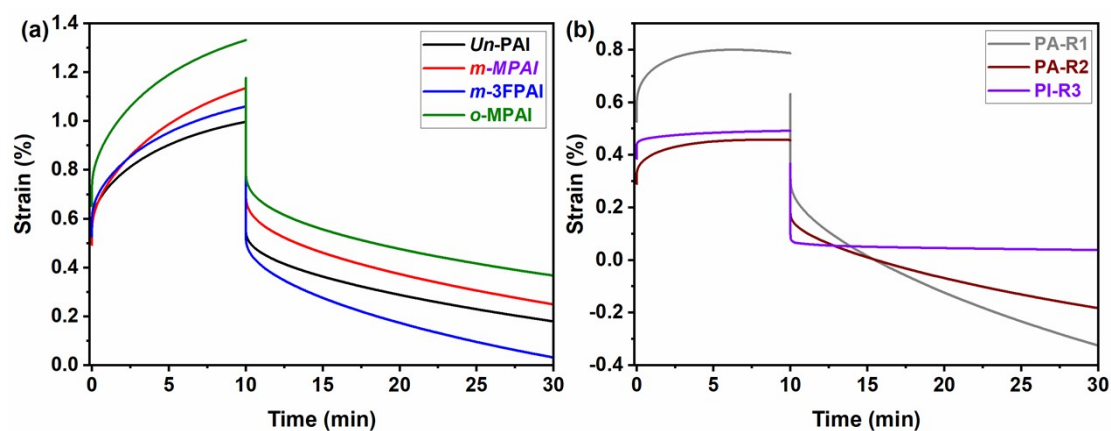 (a)
Strain (%)
1.4
1.2
1.0
0.8
0.6
0.4
0.2
0.0
Un-PAI
m-MPAI
m-3FPAI
o-MPAI
0 5 10 15 20 25 30
Time (min)
(b)
Strain (%)
0.8
0.6
0.4
0.2
0.0
-0.2
-0.4
PA-R1
PA-R2
PI-R3
0 5 10 15 20 25 30
Time (min)